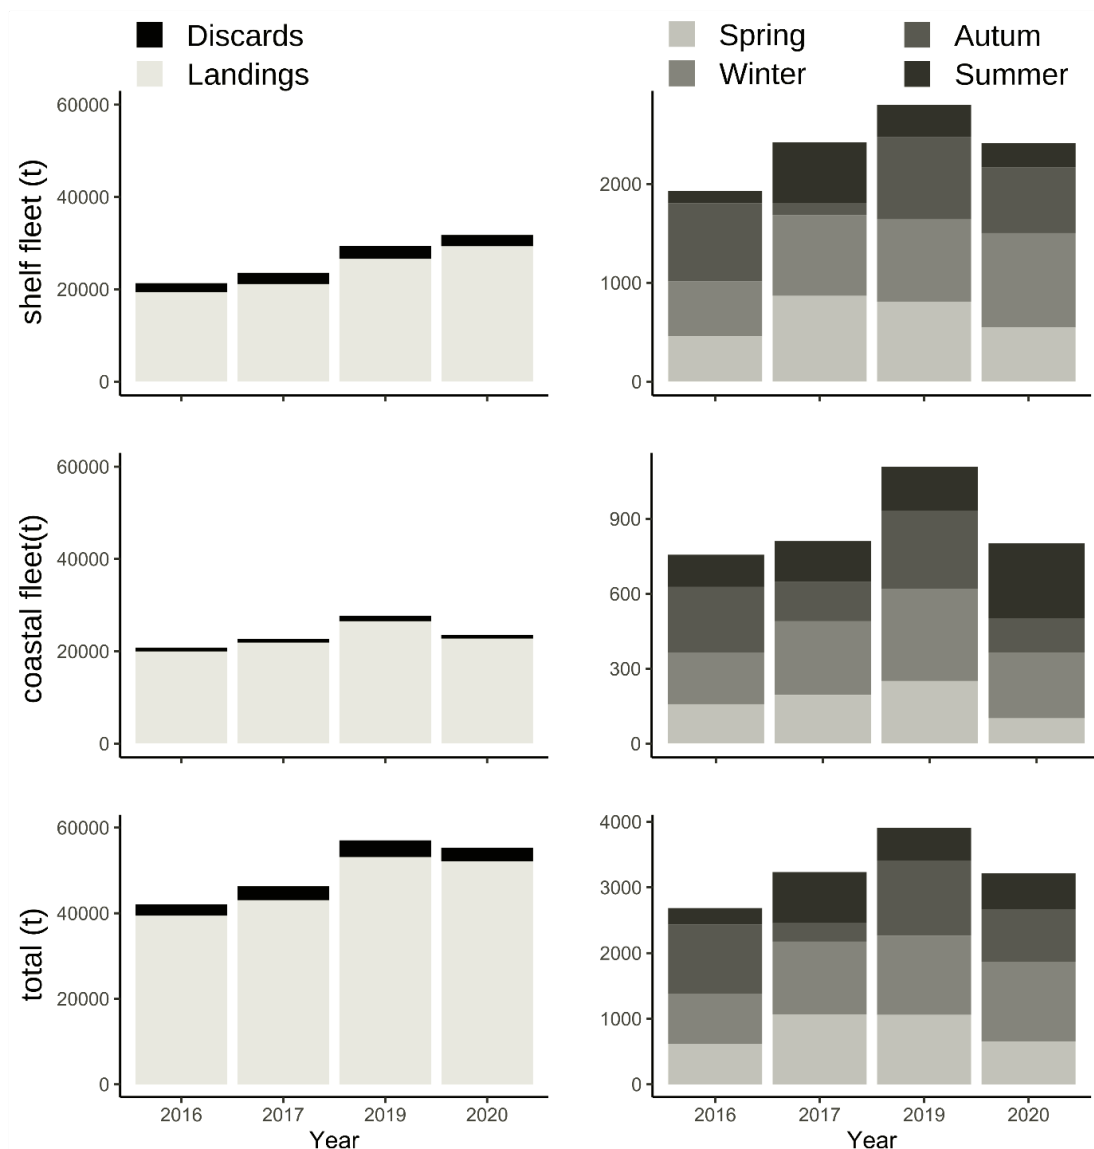 Discards
Landings
Spring
Winter
Autum
Summer
shelf fleet (t)
60000
40000
20000
0
2000
1000
0
coastal fleet(t)
60000
40000
20000
0
900
600
300
0
total (t)
60000
40000
20000
0
2016 2017 2019 2020
Year
4000
3000
2000
1000
0
2016 2017 2019 2020
Year